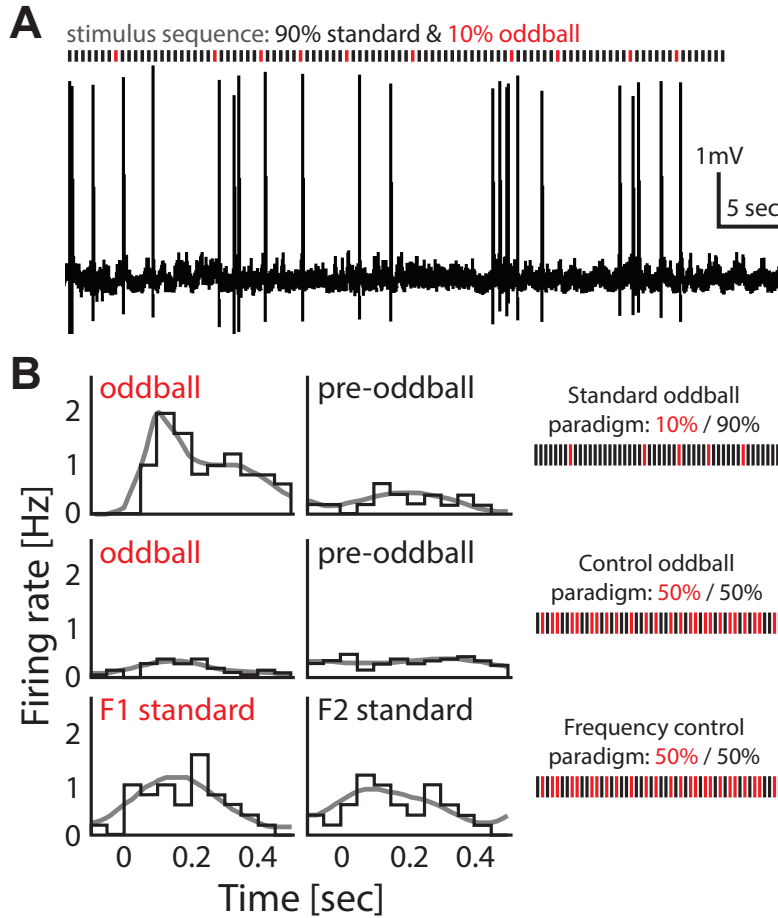 A
stimulus sequence: 90% standard & 10% oddball
1mV
5 sec
B
oddball
pre-oddball
Standard oddball
paradigm: 10% / 90%
2
1
0
oddball
pre-oddball
Control oddball
paradigm: 50% / 50%
2
1
0
F1 standard
F2 standard
Frequency control
paradigm: 50% / 50%
2
1
0
Firing rate [Hz]
0 0.2 0.4
0 0.2 0.4
Time [sec]